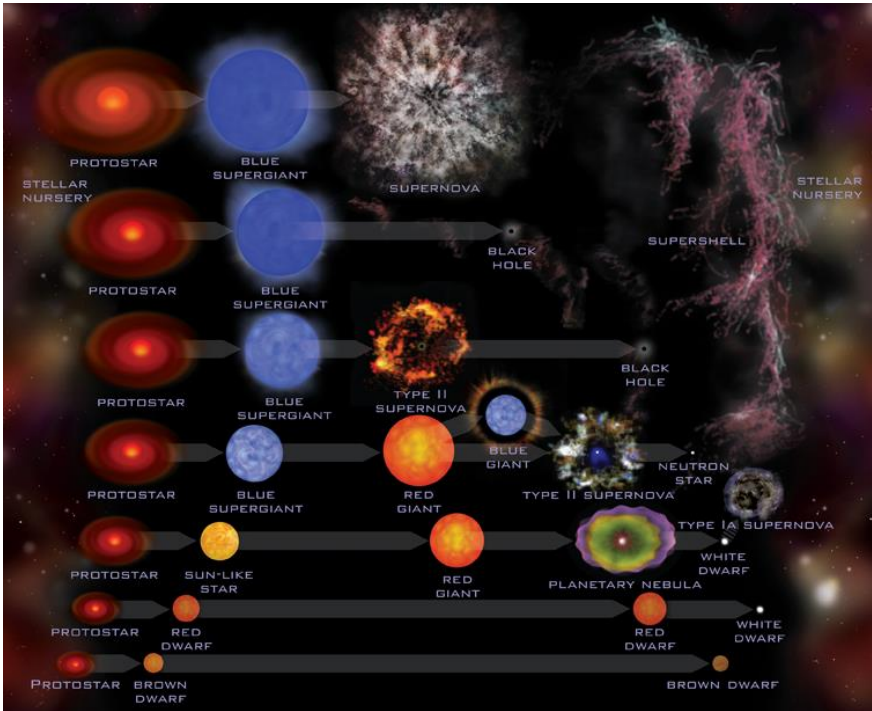 PROTOSTAR
BLUE
SUPERGIANT
SUPERNOVA
STELLAR
NURSERY
STELLAR
NURSERY
PROTOSTAR
BLUE
SUPERGIANT
BLACK
HOLE
SUPERSHELL
PROTOSTAR
BLUE
SUPERGIANT
TYPE II
SUPERNOVA
BLACK
HOLE
PROTOSTAR
BLUE
SUPERGIANT
RED
GIANT
BLUE
GIANT
TYPE II SUPERNOVA
NEUTRON
STAR
TYPE IA SUPERNOVA
PROTOSTAR
SUN-LIKE
STAR
RED
GIANT
PLANETARY NEBULA
WHITE
DWARF
PROTOSTAR
RED
DWARF
RED
DWARF
WHITE
DWARF
PROTOSTAR
BROWN
DWARF
BROWN DWARF